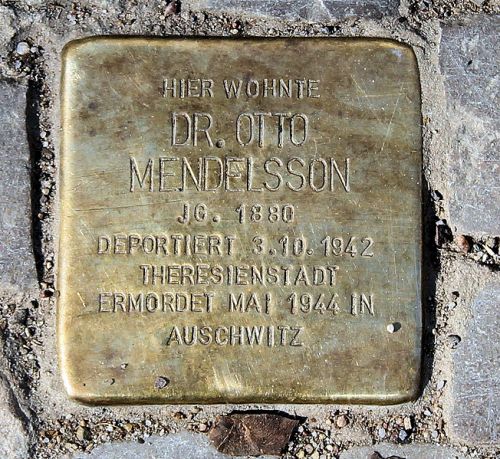 HIER WOHNTE
DR. OTTO
MENDELSSON
JG. 1880
DEPORTIERT 3.10.1942
THERESIENSTADT
ERMORDET MAI 1944 IN
AUSCHWITZ